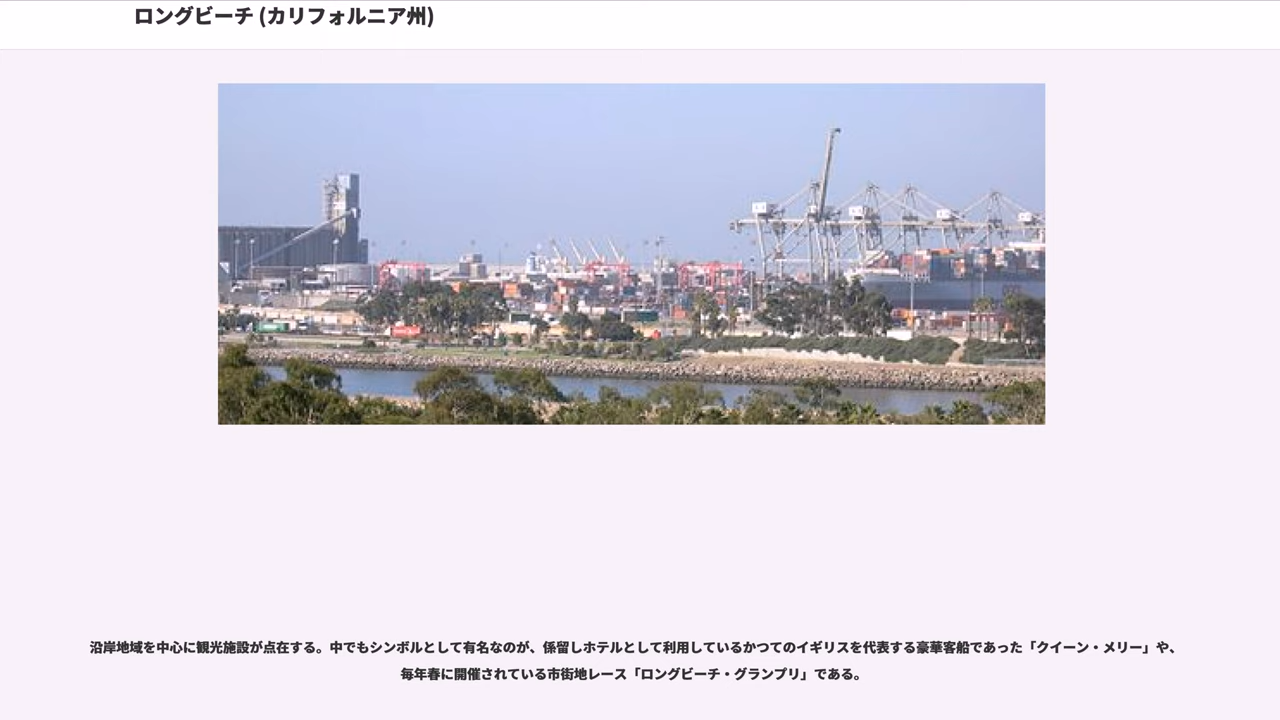 ロングビーチ (カリフォルニア州)
沿岸地域を中心に観光施設が点在する。中でもシンボルとして有名なのが、係留しホテルとして利用しているかつてのイギリスを代表する豪華客船であった「クイーン・メリー」や、
毎年春に開催されている市街地レース「ロングビーチ・グランプリ」である。